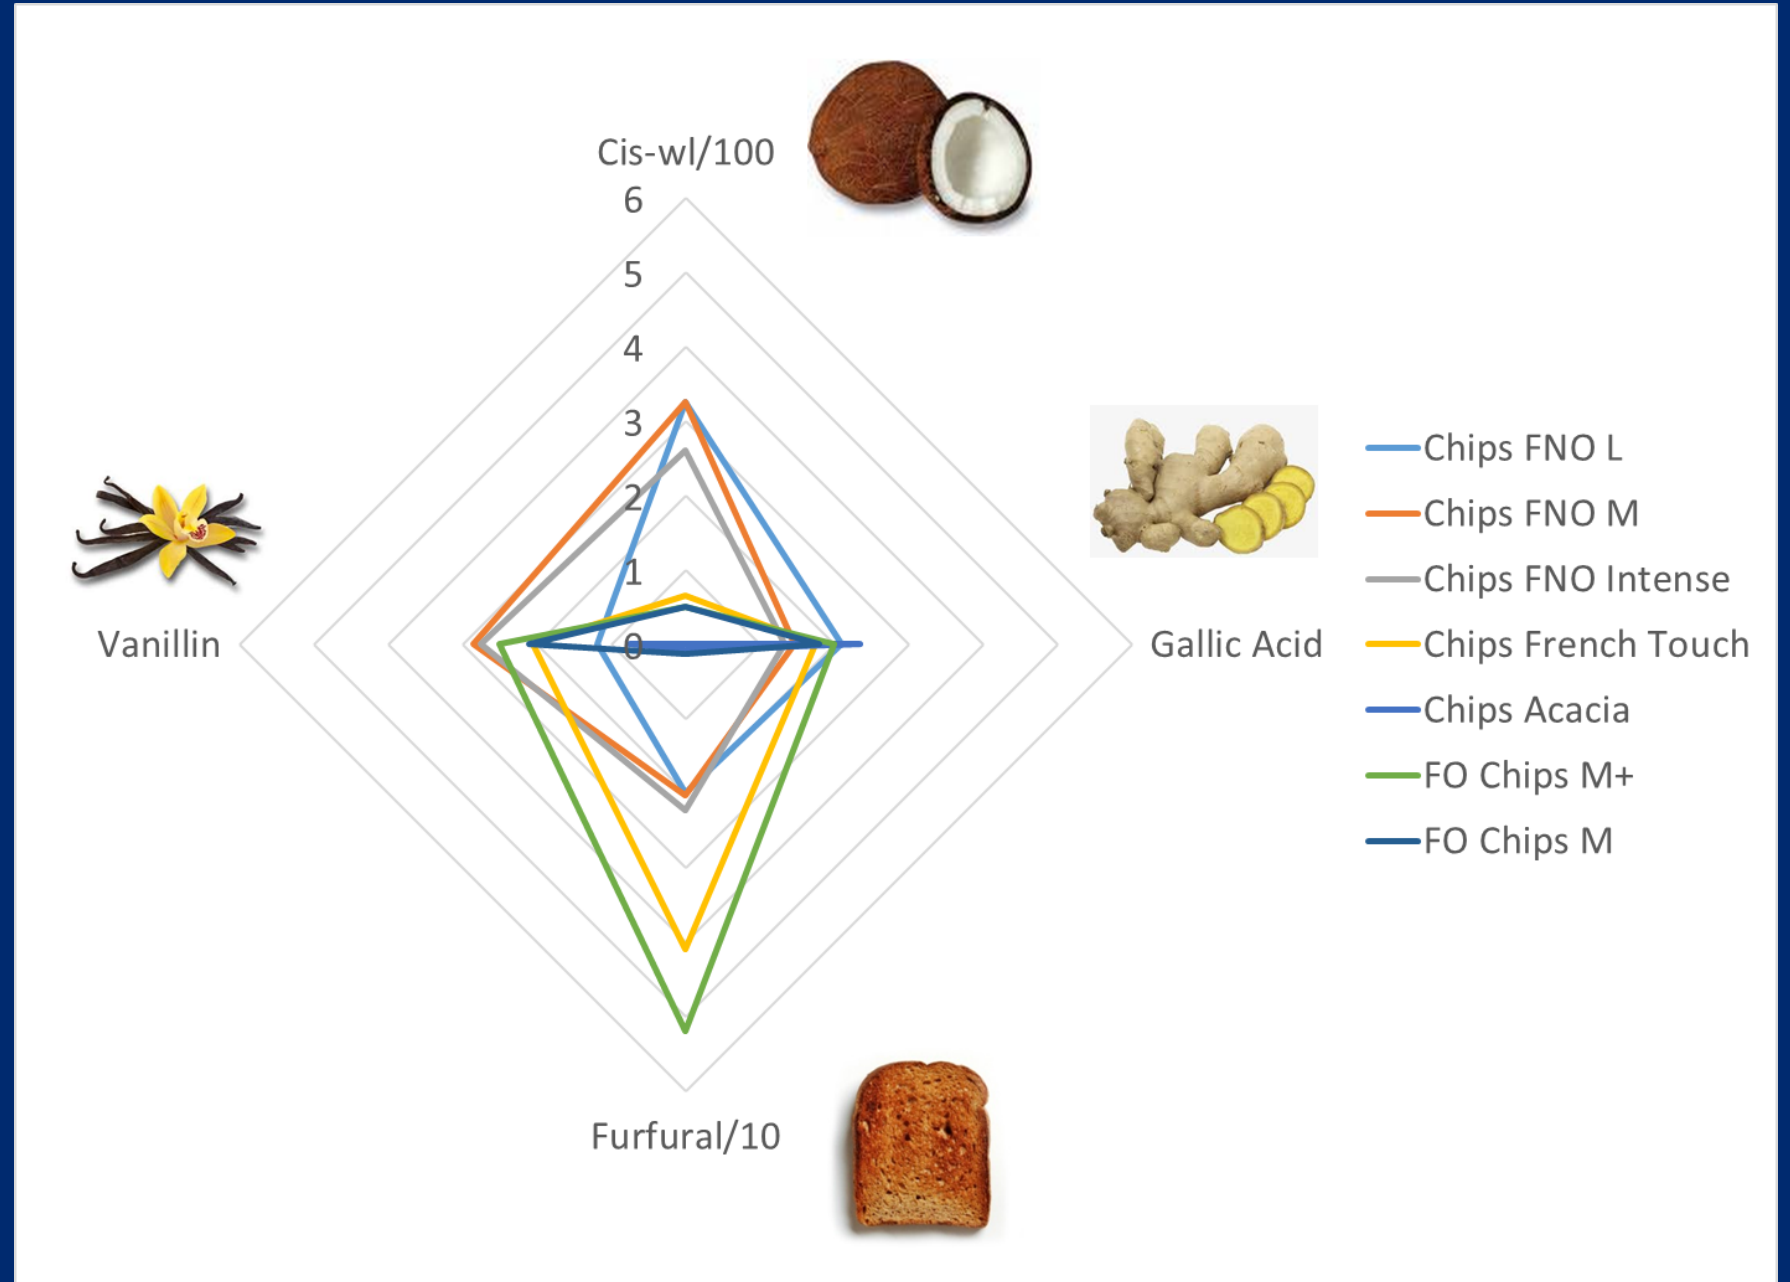 Cis-wl/100
6
5
4
3
2
1
0
Vanillin
Gallic Acid
Furfural/10
Chips FNO L
Chips FNO M
Chips FNO Intense
Chips French Touch
Chips Acacia
FO Chips M+
FO Chips M